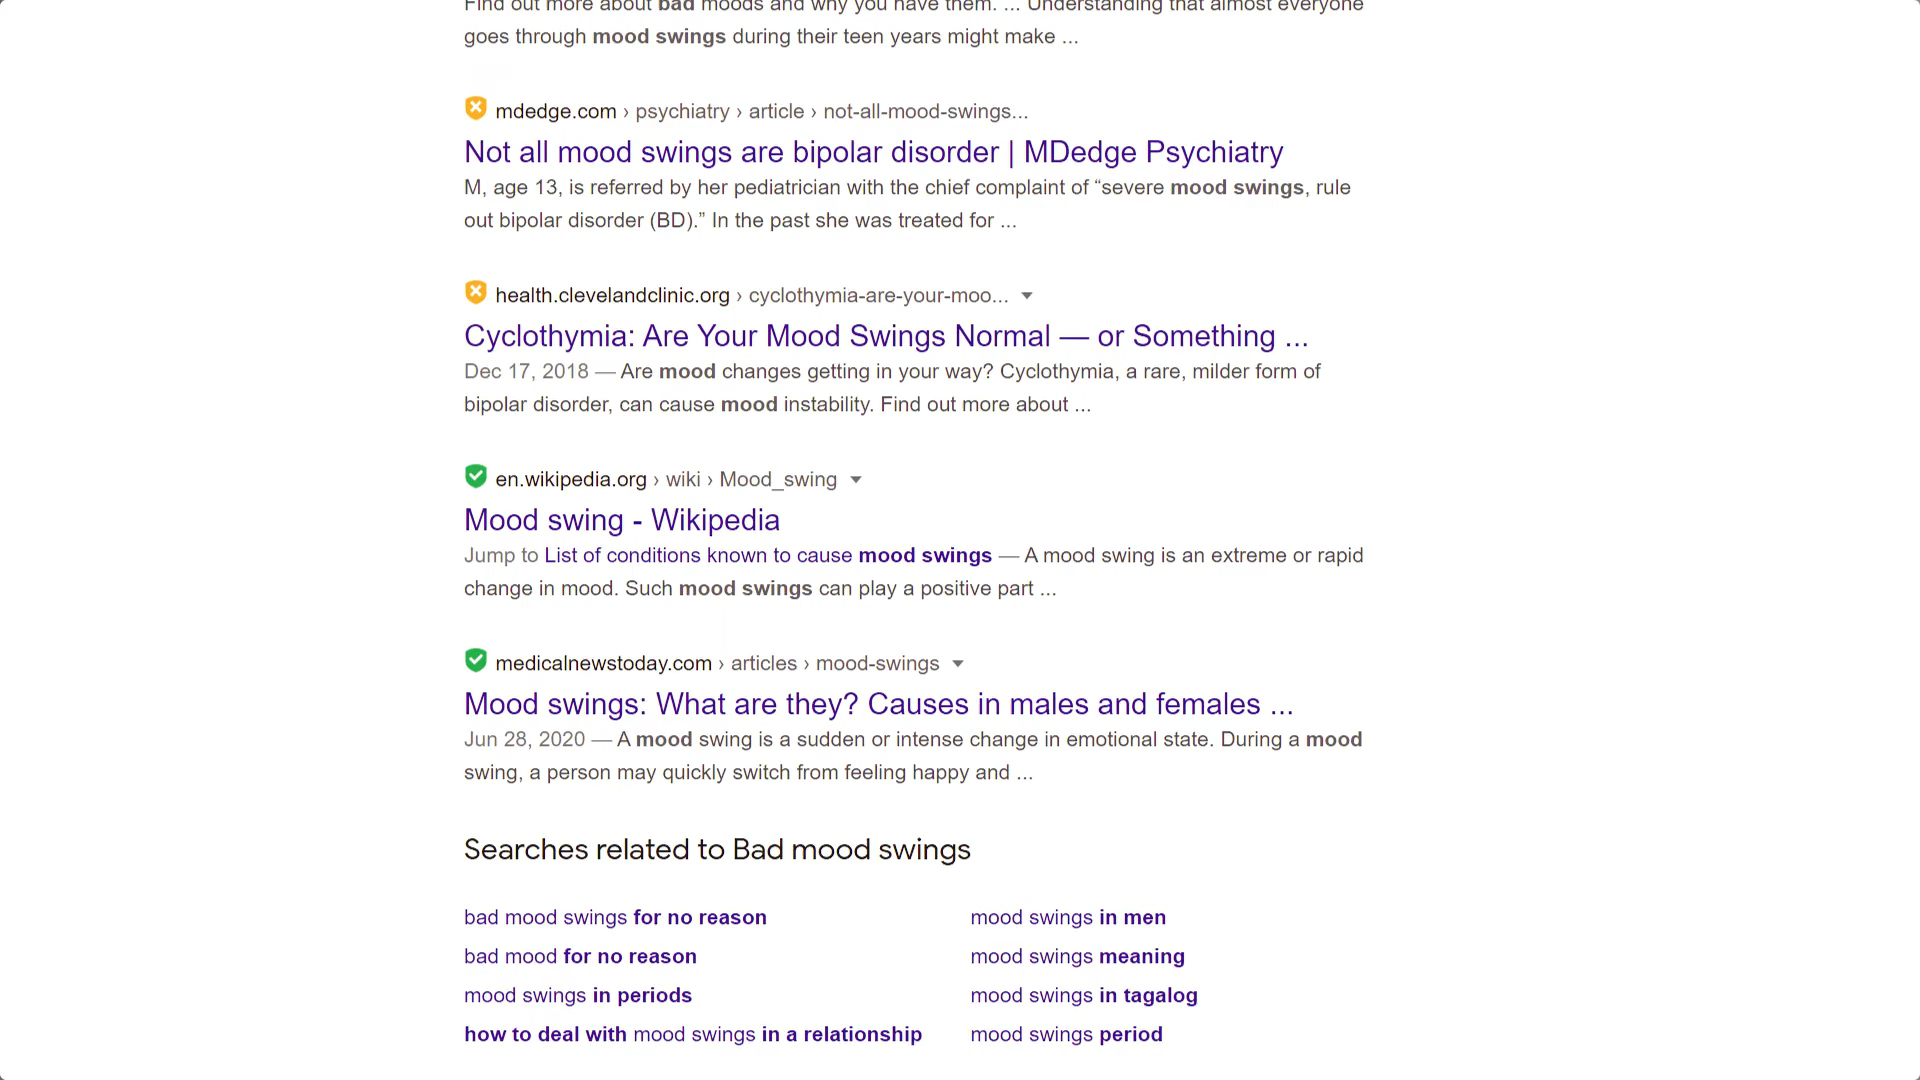 Find out more about bad moods and why you have them. ... Understanding that almost everyone
goes through mood swings during their teen years might make ...
mdedge.com › psychiatry › article › not-all-mood-swings...
Not all mood swings are bipolar disorder | MDedge Psychiatry
M, age 13, is referred by her pediatrician with the chief complaint of “severe mood swings, rule
out bipolar disorder (BD).” In the past she was treated for ...
health.clevelandclinic.org › cyclothymia-are-your-moo...
Cyclothymia: Are Your Mood Swings Normal — or Something ...
Dec 17, 2018 — Are mood changes getting in your way? Cyclothymia, a rare, milder form of
bipolar disorder, can cause mood instability. Find out more about ...
en.wikipedia.org › wiki › Mood_swing
Mood swing - Wikipedia
Jump to List of conditions known to cause mood swings — A mood swing is an extreme or rapid
change in mood. Such mood swings can play a positive part ...
medicalnewstoday.com › articles › mood-swings
Mood swings: What are they? Causes in males and females ...
Jun 28, 2020 — A mood swing is a sudden or intense change in emotional state. During a mood
swing, a person may quickly switch from feeling happy and ...
Searches related to Bad mood swings
bad mood swings for no reason
bad mood for no reason
mood swings in periods
how to deal with mood swings in a relationship
mood swings in men
mood swings meaning
mood swings in tagalog
mood swings period